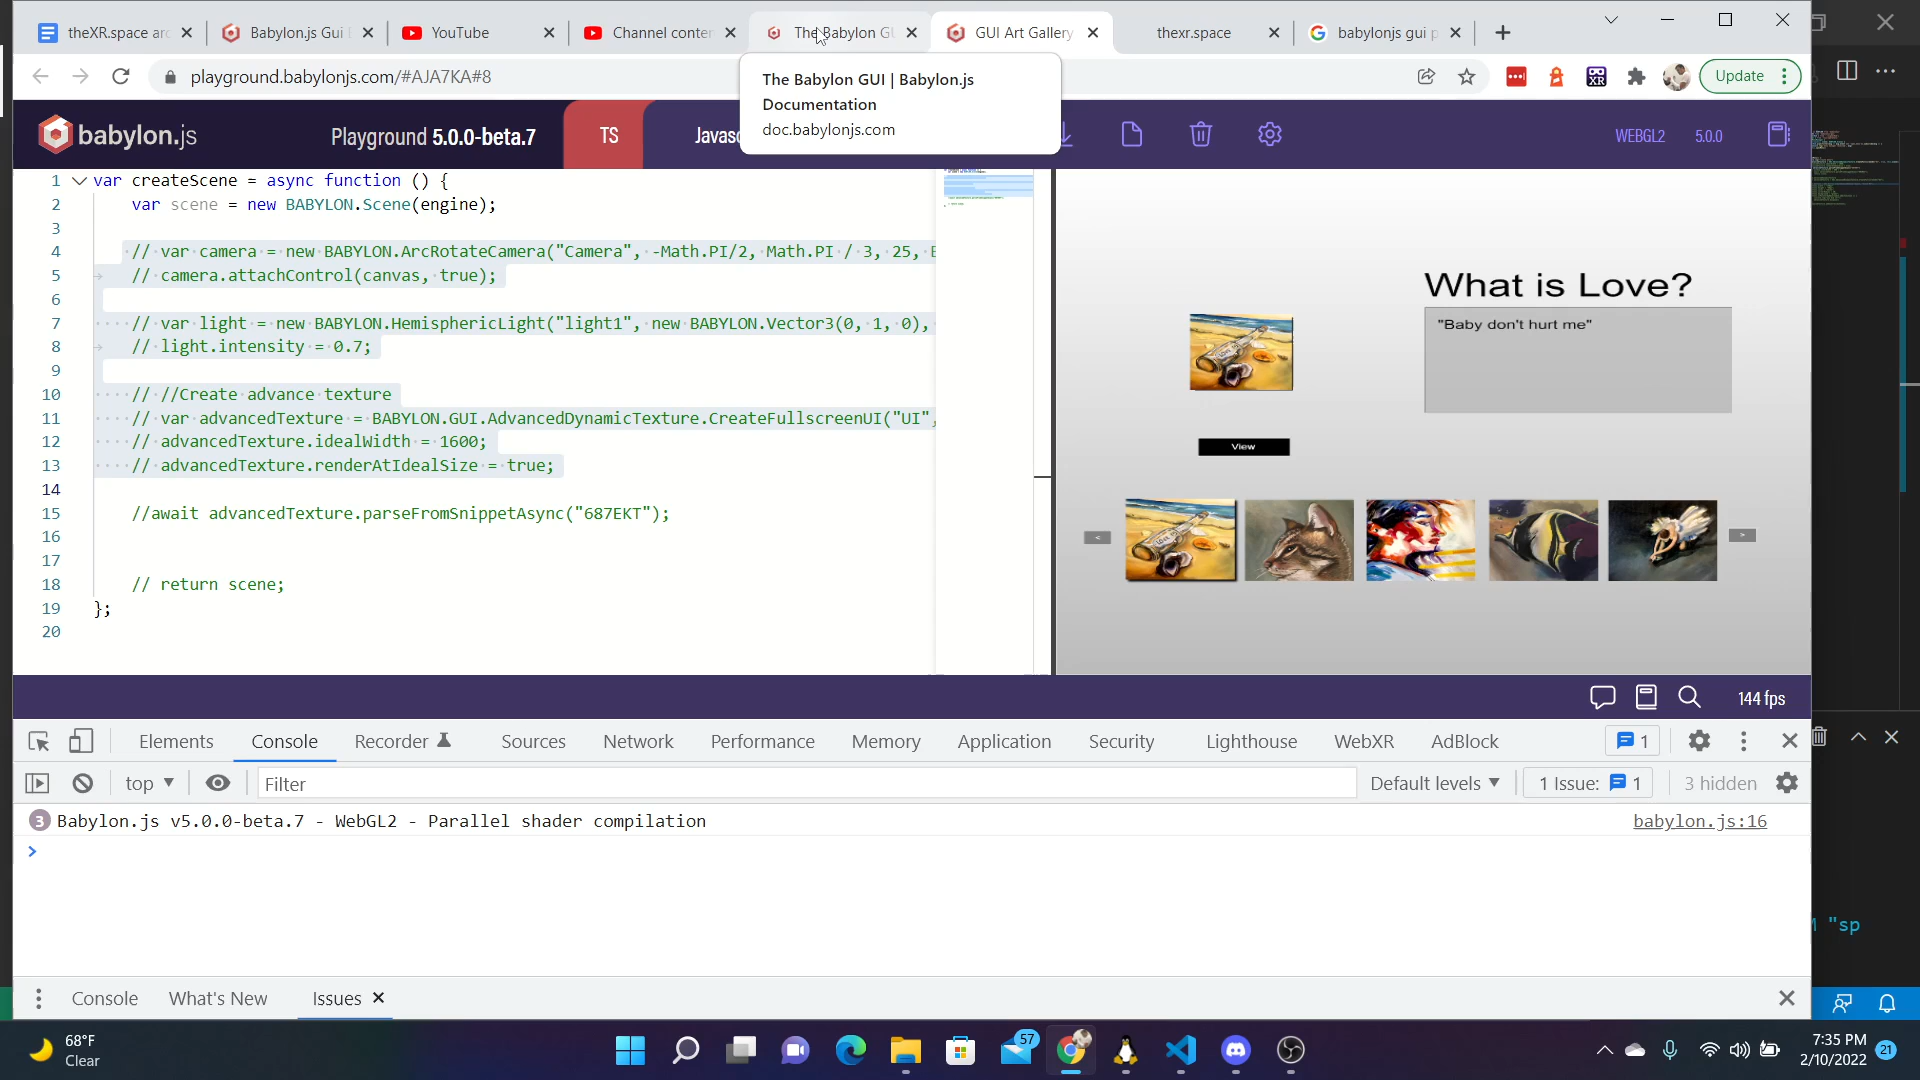 theXR.space arc
Babylon.js Gui E
YouTube
Channel conten
The Babylon GU
GUI Art Gallery
thexr.space
babylonjs gui p
playground.babylonjs.com/#AJA7KA#8
Update
The Babylon GUI | Babylon.js
Documentation
doc.babylonjs.com
babylon.js
Playground 5.0.0-beta.7
TS
Javasc
WEBGL2
5.0.0
1 var createScene = async function () {
2 var scene = new BABYLON.Scene(engine);
3
4 // var camera = new BABYLON.ArcRotateCamera("Camera", -Math.PI/2, Math.PI / 3, 25, B
5 // camera.attachControl(canvas, true);
6
7 // var light = new BABYLON.HemisphericLight("light1", new BABYLON.Vector3(0, 1, 0),
8 // light.intensity = 0.7;
9
10 // //Create advance texture
11 // var advancedTexture = BABYLON.GUI.AdvancedDynamicTexture.CreateFullscreenUI("UI",
12 // advancedTexture.idealWidth = 1600;
13 // advancedTexture.renderAtIdealSize = true;
14
15 //await advancedTexture.parseFromSnippetAsync("687EKT");
16
17
18 // return scene;
19 };
20
What is Love?
"Baby don't hurt me"
View
<
>
144 fps
Elements
Console
Recorder
Sources
Network
Performance
Memory
Application
Security
Lighthouse
WebXR
AdBlock
1
top
Filter
Default levels
1 Issue: 1
3 hidden
3 Babylon.js v5.0.0-beta.7 - WebGL2 - Parallel shader compilation
babylon.js:16
>
"sp
Console
What's New
Issues
68°F
Clear
57
7:35 PM
2/10/2022
21